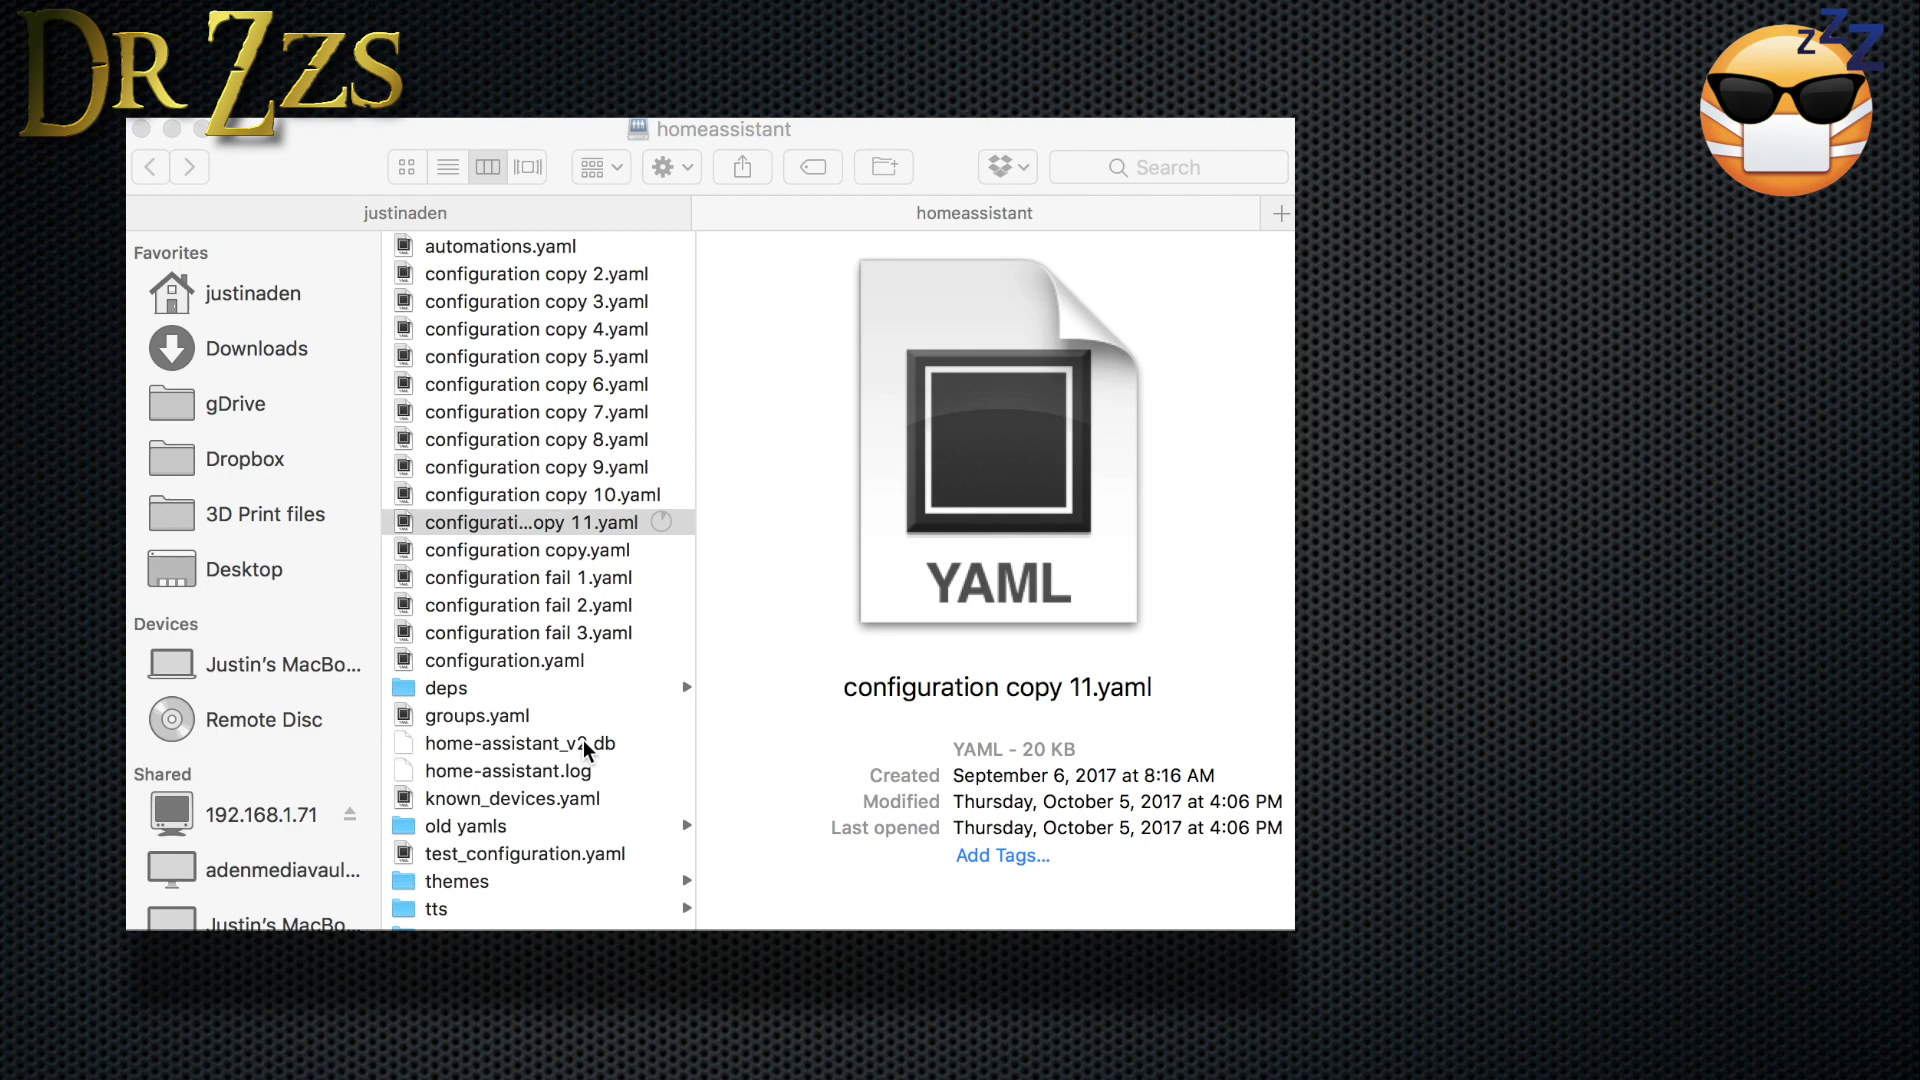 DR ZZS
zZZ
homeassistant
Search
justinaden
homeassistant
Favorites
justinaden
Downloads
gDrive
Dropbox
3D Print files
Desktop
Devices
Justin's MacBo...
Remote Disc
Shared
192.168.1.71
adenmediavaul...
Justin's MacBo...
automations.yaml
configuration copy 2.yaml
configuration copy 3.yaml
configuration copy 4.yaml
configuration copy 5.yaml
configuration copy 6.yaml
configuration copy 7.yaml
configuration copy 8.yaml
configuration copy 9.yaml
configuration copy 10.yaml
configurati...opy 11.yaml
configuration copy.yaml
configuration fail 1.yaml
configuration fail 2.yaml
configuration fail 3.yaml
configuration.yaml
deps
groups.yaml
home-assistant_v2.db
home-assistant.log
known_devices.yaml
old yamls
test_configuration.yaml
themes
tts
YAML
configuration copy 11.yaml
YAML - 20 KB
Created September 6, 2017 at 8:16 AM
Modified Thursday, October 5, 2017 at 4:06 PM
Last opened Thursday, October 5, 2017 at 4:06 PM
Add Tags...